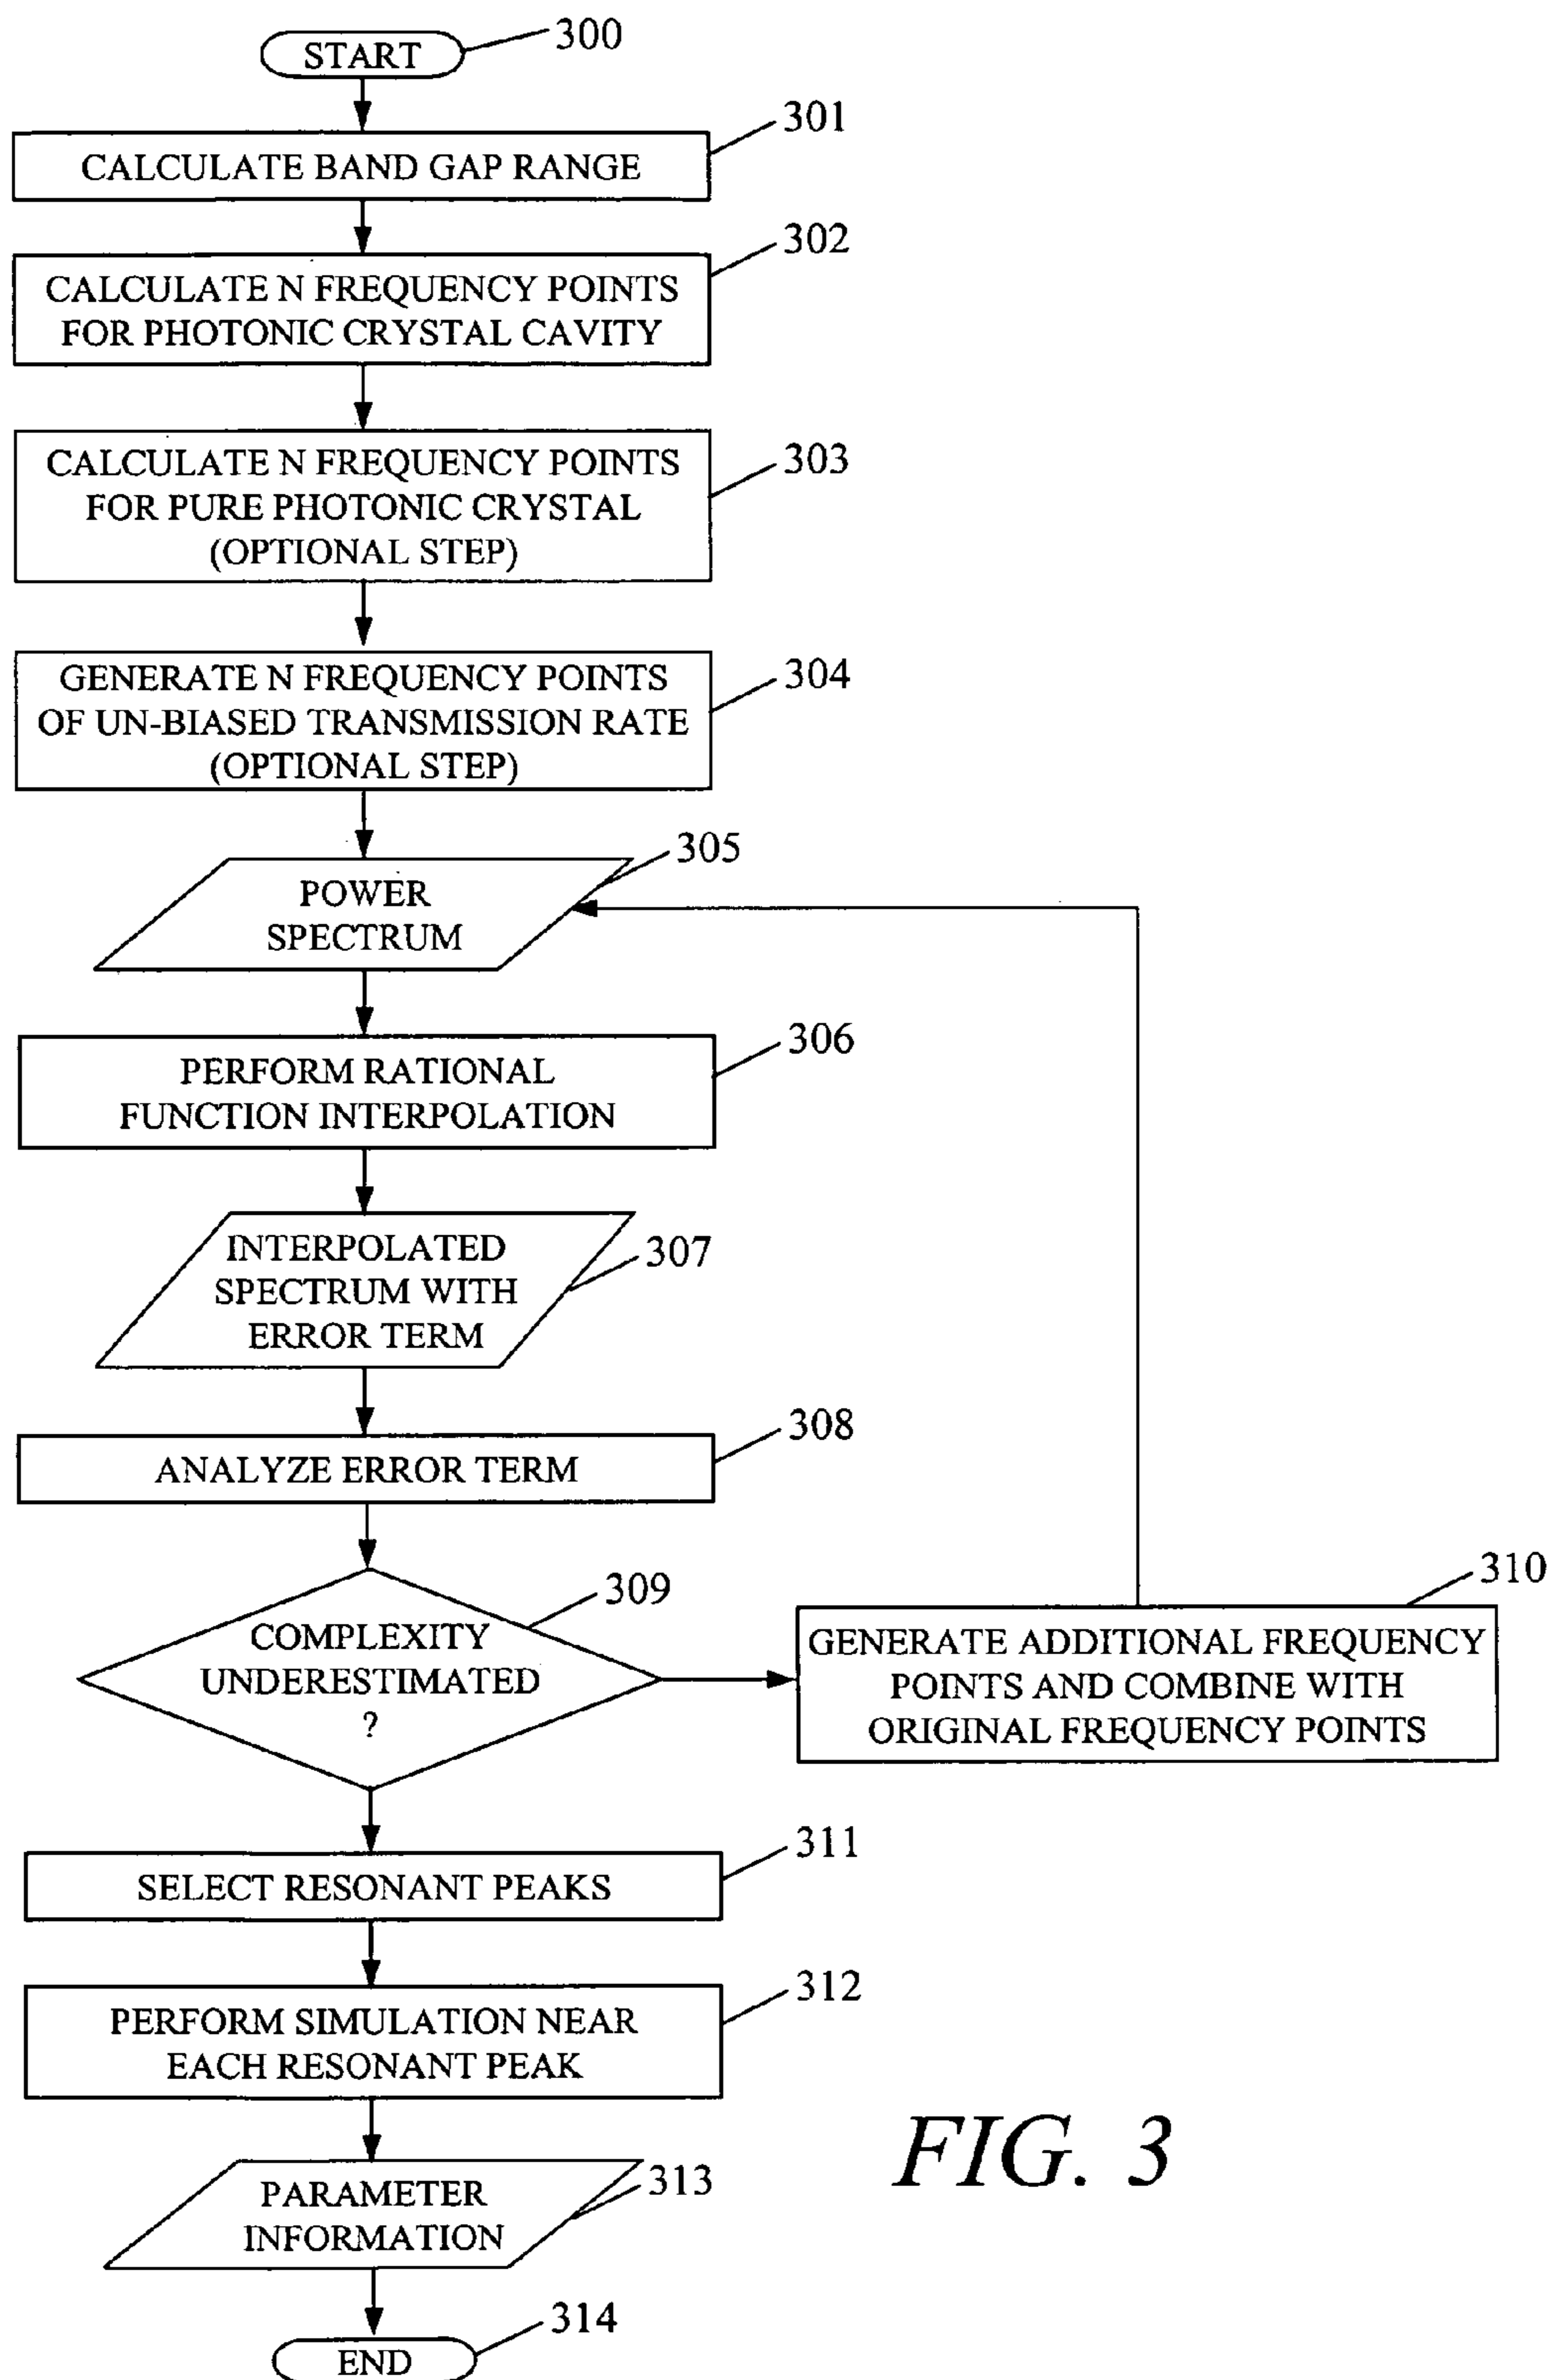 START
300
301
CALCULATE BAND GAP RANGE
302
CALCULATE N FREQUENCY POINTS
FOR PHOTONIC CRYSTAL CAVITY
303
CALCULATE N FREQUENCY POINTS
FOR PURE PHOTONIC CRYSTAL
(OPTIONAL STEP)
304
GENERATE N FREQUENCY POINTS
OF UN-BIASED TRANSMISSION RATE
(OPTIONAL STEP)
305
POWER
SPECTRUM
306
PERFORM RATIONAL
FUNCTION INTERPOLATION
307
INTERPOLATED
SPECTRUM WITH
ERROR TERM
308
ANALYZE ERROR TERM
309
COMPLEXITY
UNDERESTIMATED
?
310
GENERATE ADDITIONAL FREQUENCY
POINTS AND COMBINE WITH
ORIGINAL FREQUENCY POINTS
311
SELECT RESONANT PEAKS
312
PERFORM SIMULATION NEAR
EACH RESONANT PEAK
313
PARAMETER
INFORMATION
314
END
FIG. 3